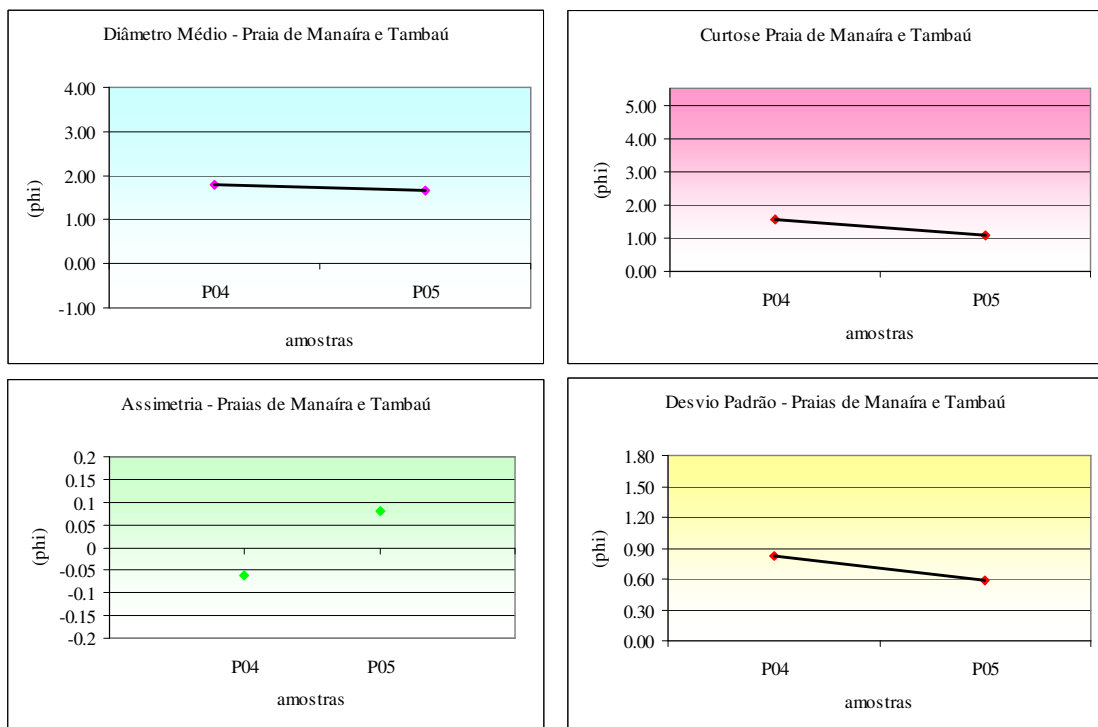 Diâmetro Médio - Praia de Manaíra e Tambaú
4.00
3.00
2.00
1.00
0.00
-1.00
(phi)
P04 P05
amostras
Curtose Praia de Manaíra e Tambaú
5.00
4.00
3.00
2.00
1.00
0.00
(phi)
P04 P05
amostras
Assimetria - Praias de Manaíra e Tambaú
0.2
0.15
0.1
0.05
0
-0.05
-0.1
-0.15
-0.2
(phi)
P04 P05
amostras
Desvio Padrão - Praias de Manaíra e Tambaú
1.80
1.50
1.20
0.90
0.60
0.30
0.00
(phi)
P04 P05
amostras